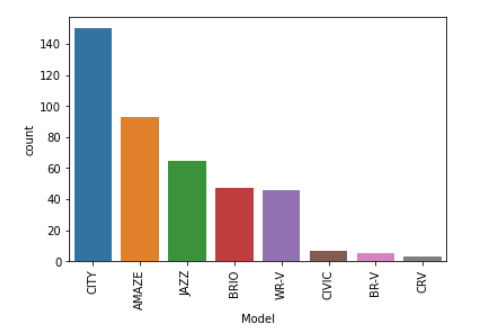 140
120
100
80
60
40
20
0
count
CITY
AMAZE
JAZZ
BRIO
WR-V
CIVIC
BR-V
CRV
Model